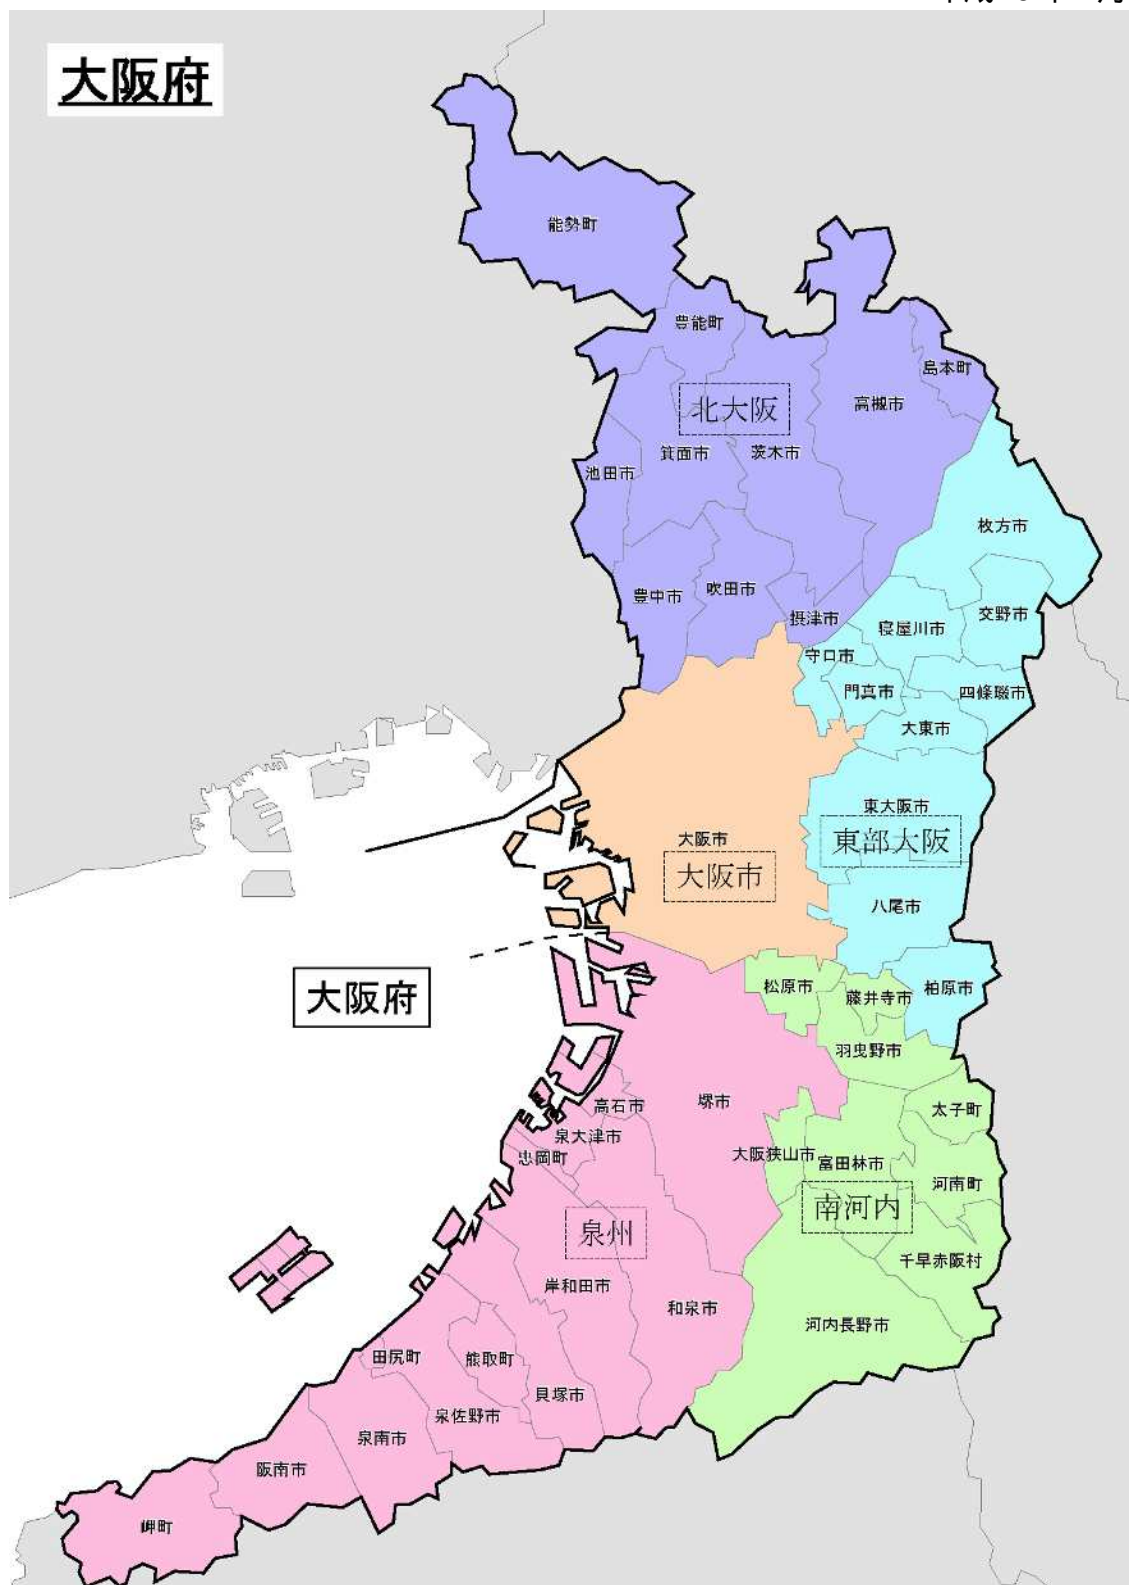 大阪府
能勢町
豊能町
島本町
北大阪
高槻市
箕面市
茨木市
池田市
枚方市
豊中市
吹田市
摂津市
交野市
寝屋川市
守口市
門真市
四條畷市
大東市
東大阪市
東部大阪
大阪市
大阪市
八尾市
大阪府
松原市
藤井寺市
柏原市
羽曳野市
高石市
堺市
太子町
泉大津市
忠岡町
大阪狭山市
富田林市
河南町
南河内
泉州
千早赤阪村
岸和田市
和泉市
河内長野市
田尻町
熊取町
貝塚市
泉佐野市
泉南市
阪南市
岬町